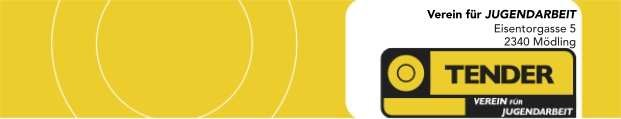 Verein für JUGENDARBEIT
Eisentorgasse 5
2340 Mödling
TENDER
VEREIN FÜR
JUGENDARBEIT